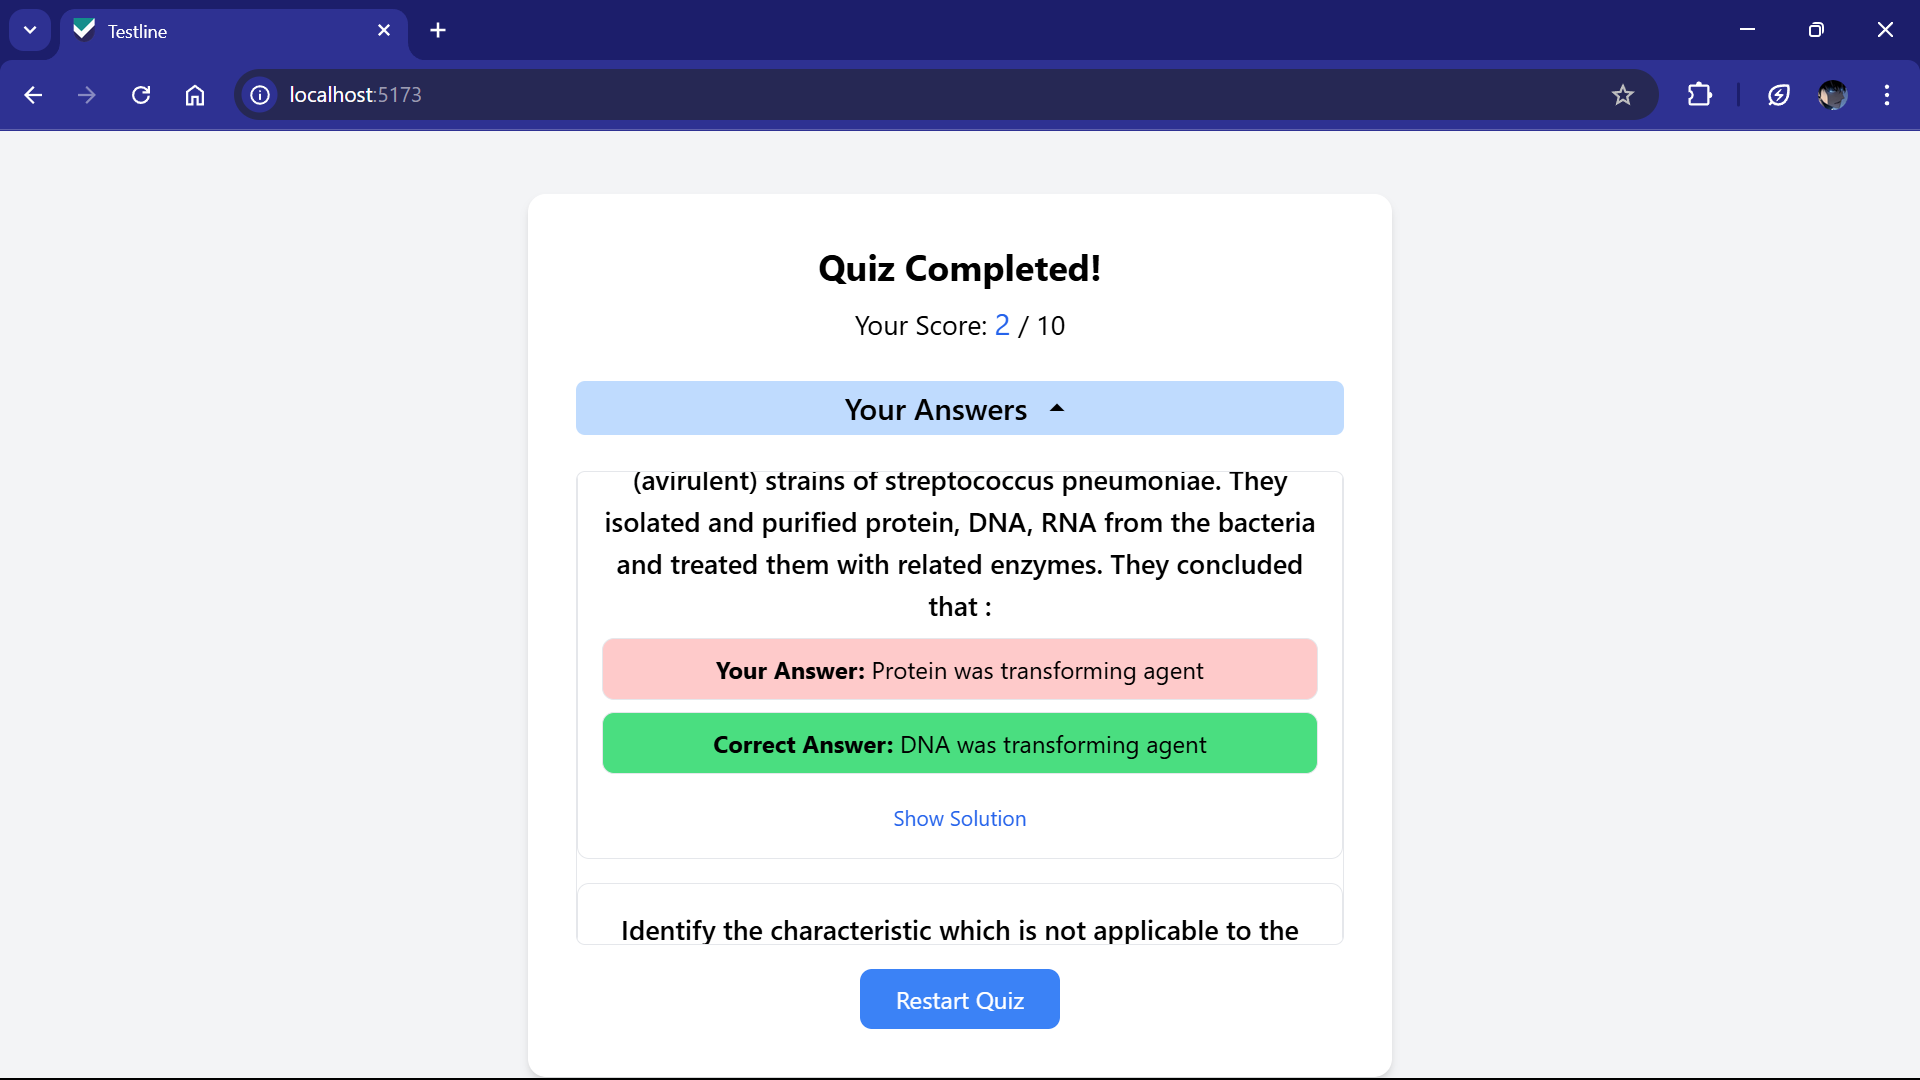 Testline
localhost:5173
Quiz Completed!
Your Score: 2 / 10
Your Answers
(avirulent) strains of streptococcus pneumoniae. They
isolated and purified protein, DNA, RNA from the bacteria
and treated them with related enzymes. They concluded
that :
Your Answer: Protein was transforming agent
Correct Answer: DNA was transforming agent
Show Solution
Identify the characteristic which is not applicable to the
Restart Quiz